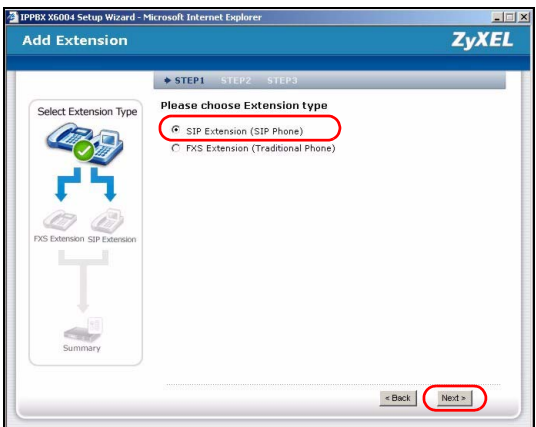 IPPBX X6004 Setup Wizard - Microsoft Internet Explorer
Add Extension
ZyXEL
STEP1 STEP2 STEP3
Select Extension Type
Please choose Extension type
SIP Extension (SIP Phone)
FXS Extension (Traditional Phone)
FXS Extension SIP Extension
Summary
< Back Next >